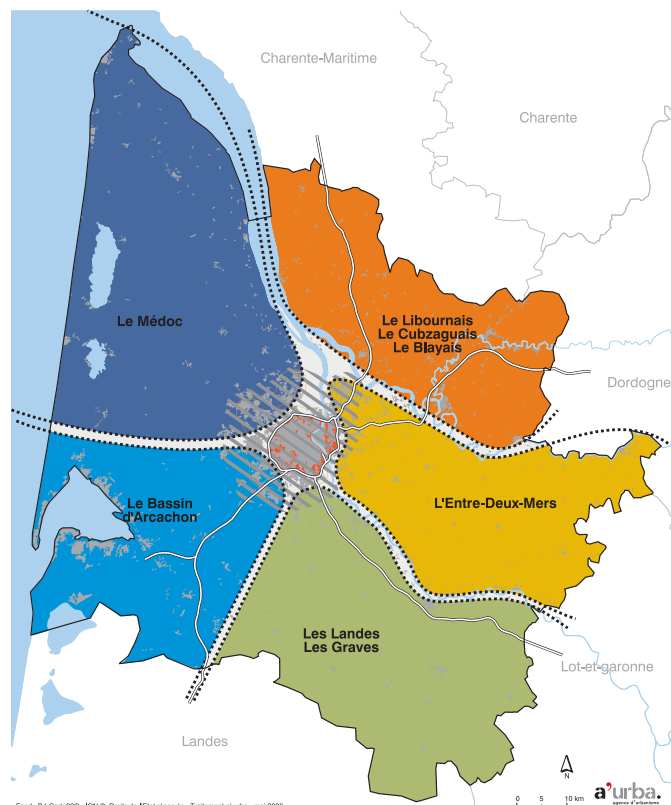 Charente-Maritime
Charente
Le Médoc
Le Libournais
Le Cubzaguais
Le Blayais
Dordogne
Le Bassin
d'Arcachon
L'Entre-Deux-Mers
Les Landes
Les Graves
Lot-et-garonne
Landes
N
0 5 10 km
a'urba.
agence d'urbanisme